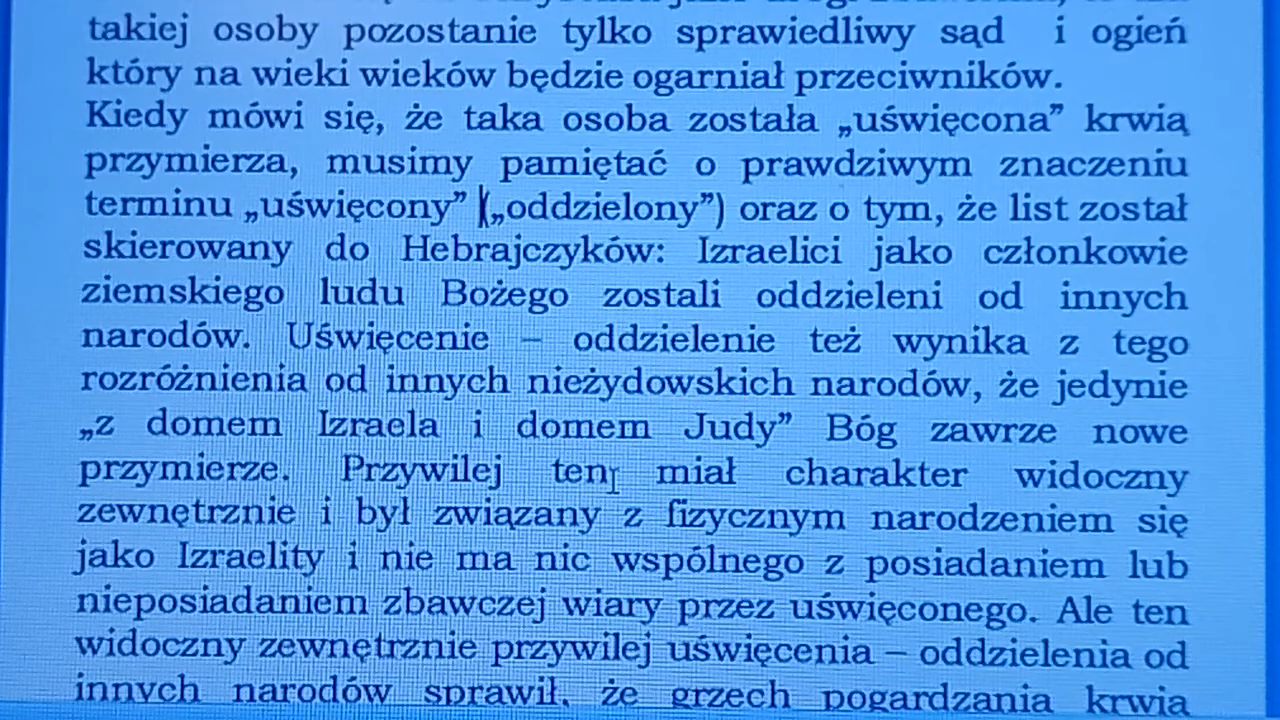 takiej osoby pozostanie tylko sprawiedliwy sąd i ogień
który na wieki wieków będzie ogarniał przeciwników.
Kiedy mówi się, że taka osoba została „uświęcona” krwią
przymierza, musimy pamiętać o prawdziwym znaczeniu
terminu „uświęcony” („oddzielony”) oraz o tym, że list został
skierowany do Hebrajczyków: Izraelici jako członkowie
ziemskiego ludu Bożego zostali oddzieleni od innych
narodów. Uświęcenie – oddzielenie też wynika z tego
rozróżnienia od innych nieżydowskich narodów, że jedynie
„z domem Izraela i domem Judy” Bóg zawrze nowe
przymierze. Przywilej ten miał charakter widoczny
zewnętrznie i był związany z fizycznym narodzeniem się
jako Izraelity i nie ma nic wspólnego z posiadaniem lub
nieposiadaniem zbawczej wiary przez uświęconego. Ale ten
widoczny zewnętrznie przywilej uświęcenia – oddzielenia od
innych narodów sprawił, że grzech pogardzania krwią